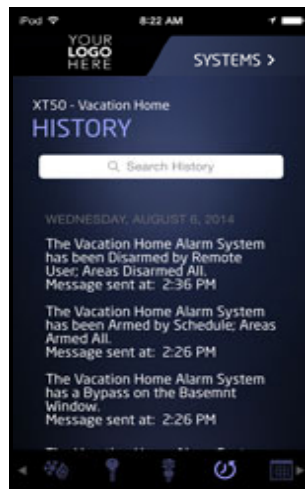 iPod 8:22 AM
YOUR
LOGO
HERE
SYSTEMS >
XT50 - Vacation Home
HISTORY
Search History
WEDNESDAY, AUGUST 6, 2014
The Vacation Home Alarm System
has been Disarmed by Remote
User; Areas Disarmed All.
Message sent at: 2:36 PM
The Vacation Home Alarm System
has been Armed by Schedule; Areas
Armed All.
Message sent at: 2:26 PM
The Vacation Home Alarm System
has a Bypass on the Basemnt
Window.
Message sent at: 2:26 PM